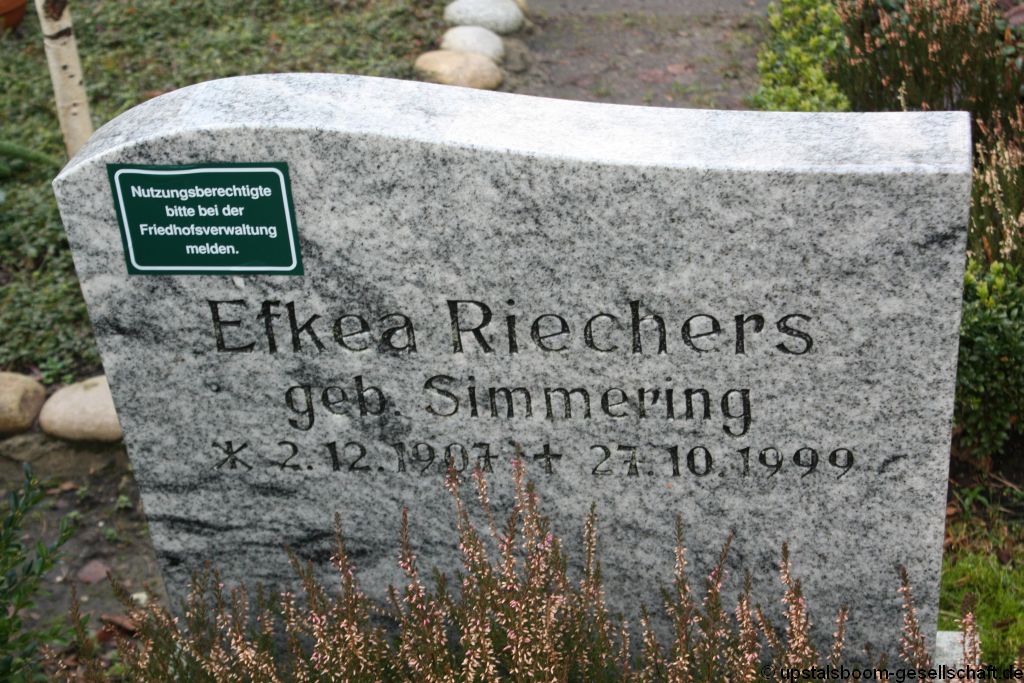 Nutzungsberechtigte
bitte bei der
Friedhofsverwaltung
melden.
Efkea Riechers
geb. Simmering
* 2.12.1907 + 27.10.1999
© upstalsboom-gesellschaft.de